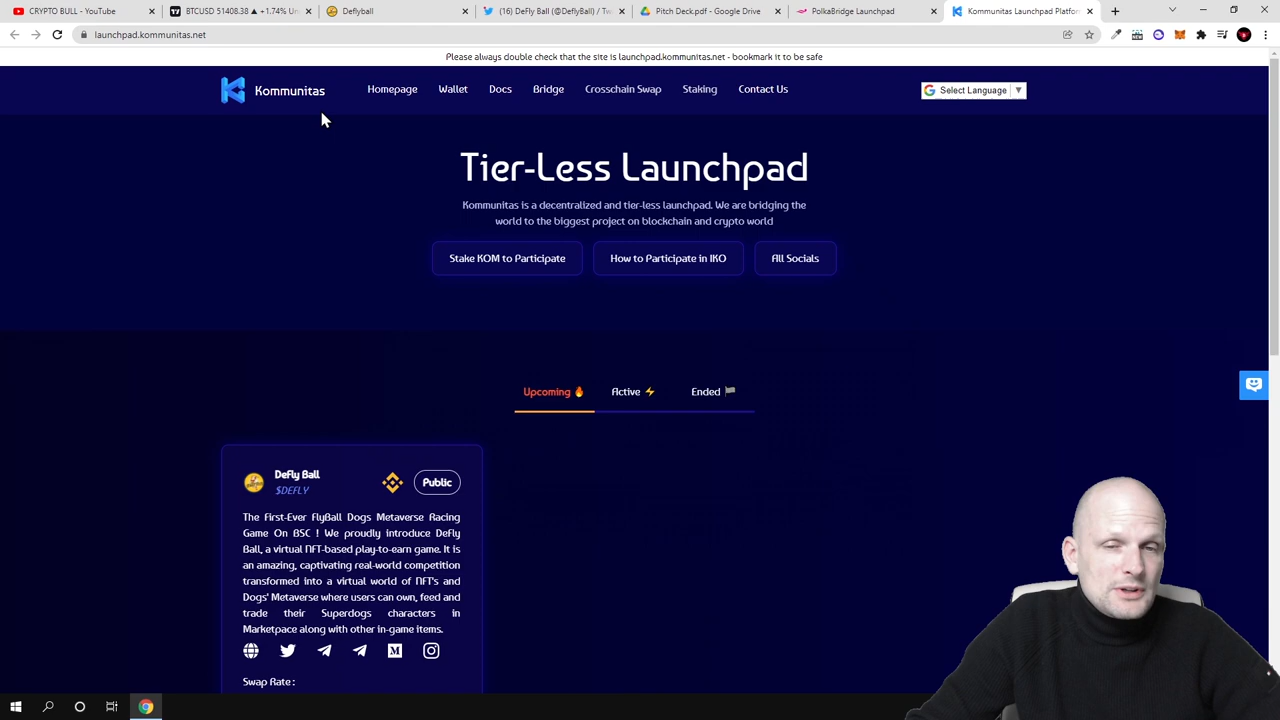 CRYPTO BULL - YouTube
BTCUSD 51408.38 ▲ +1.74% Un
Deflyball
(16) DeFly Ball (@DeflyBall) / Tw
Pitch Deck.pdf - Google Drive
PolkaBridge Launchpad
Kommunitas Launchpad Platfor
launchpad.kommunitas.net
Please always double check that the site is launchpad.kommunitas.net - bookmark it to be safe
Kommunitas
Homepage
Wallet
Docs
Bridge
Crosschain Swap
Staking
Contact Us
Select Language
Tier-Less Launchpad
Kommunitas is a decentralized and tier-less launchpad. We are bridging the
world to the biggest project on blockchain and crypto world
Stake KOM to Participate
How to Participate in IKO
All Socials
Upcoming
Active
Ended
DeFly Ball
$DEFLY
Public
The First-Ever FlyBall Dogs Metaverse Racing
Game On BSC ! We proudly introduce DeFly
Ball, a virtual NFT-based play-to-earn game. It is
an amazing, captivating real-world competition
transformed into a virtual world of NFT's and
Dogs' Metaverse where users can own, feed and
trade their Superdogs characters in
Marketpace along with other in-game items.
Swap Rate :